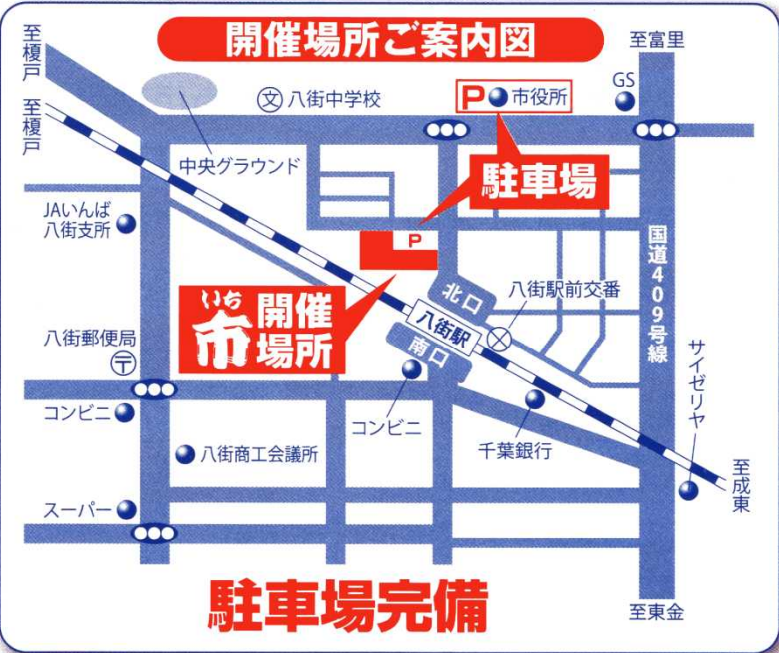 開催場所ご案内図
至榎戸
至榎戸
至富里
GS
文 八街中学校
P 市役所
中央グラウンド
駐車場
JAいんば
八街支所
P
国道409号線
いち
市 開催
場所
北口
八街駅
南口
八街駅前交番
八街郵便局
〒
サイゼリヤ
コンビニ
コンビニ
千葉銀行
八街商工会議所
至成東
スーパー
駐車場完備
至東金